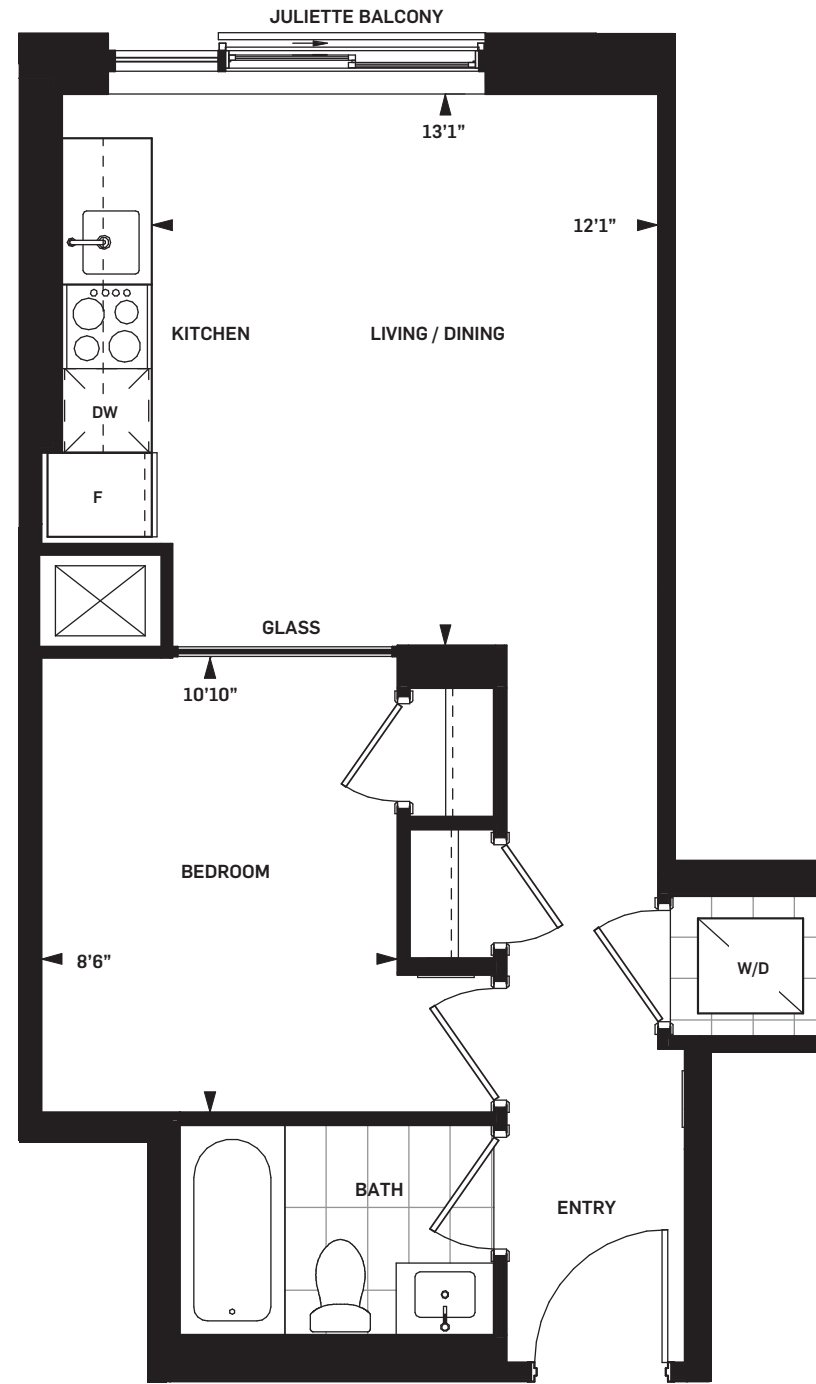 JULIETTE BALCONY
13’1”
12’1”
KITCHEN
LIVING / DINING
DW
F
GLASS
10’10”
BEDROOM
8’6”
W/D
BATH
ENTRY